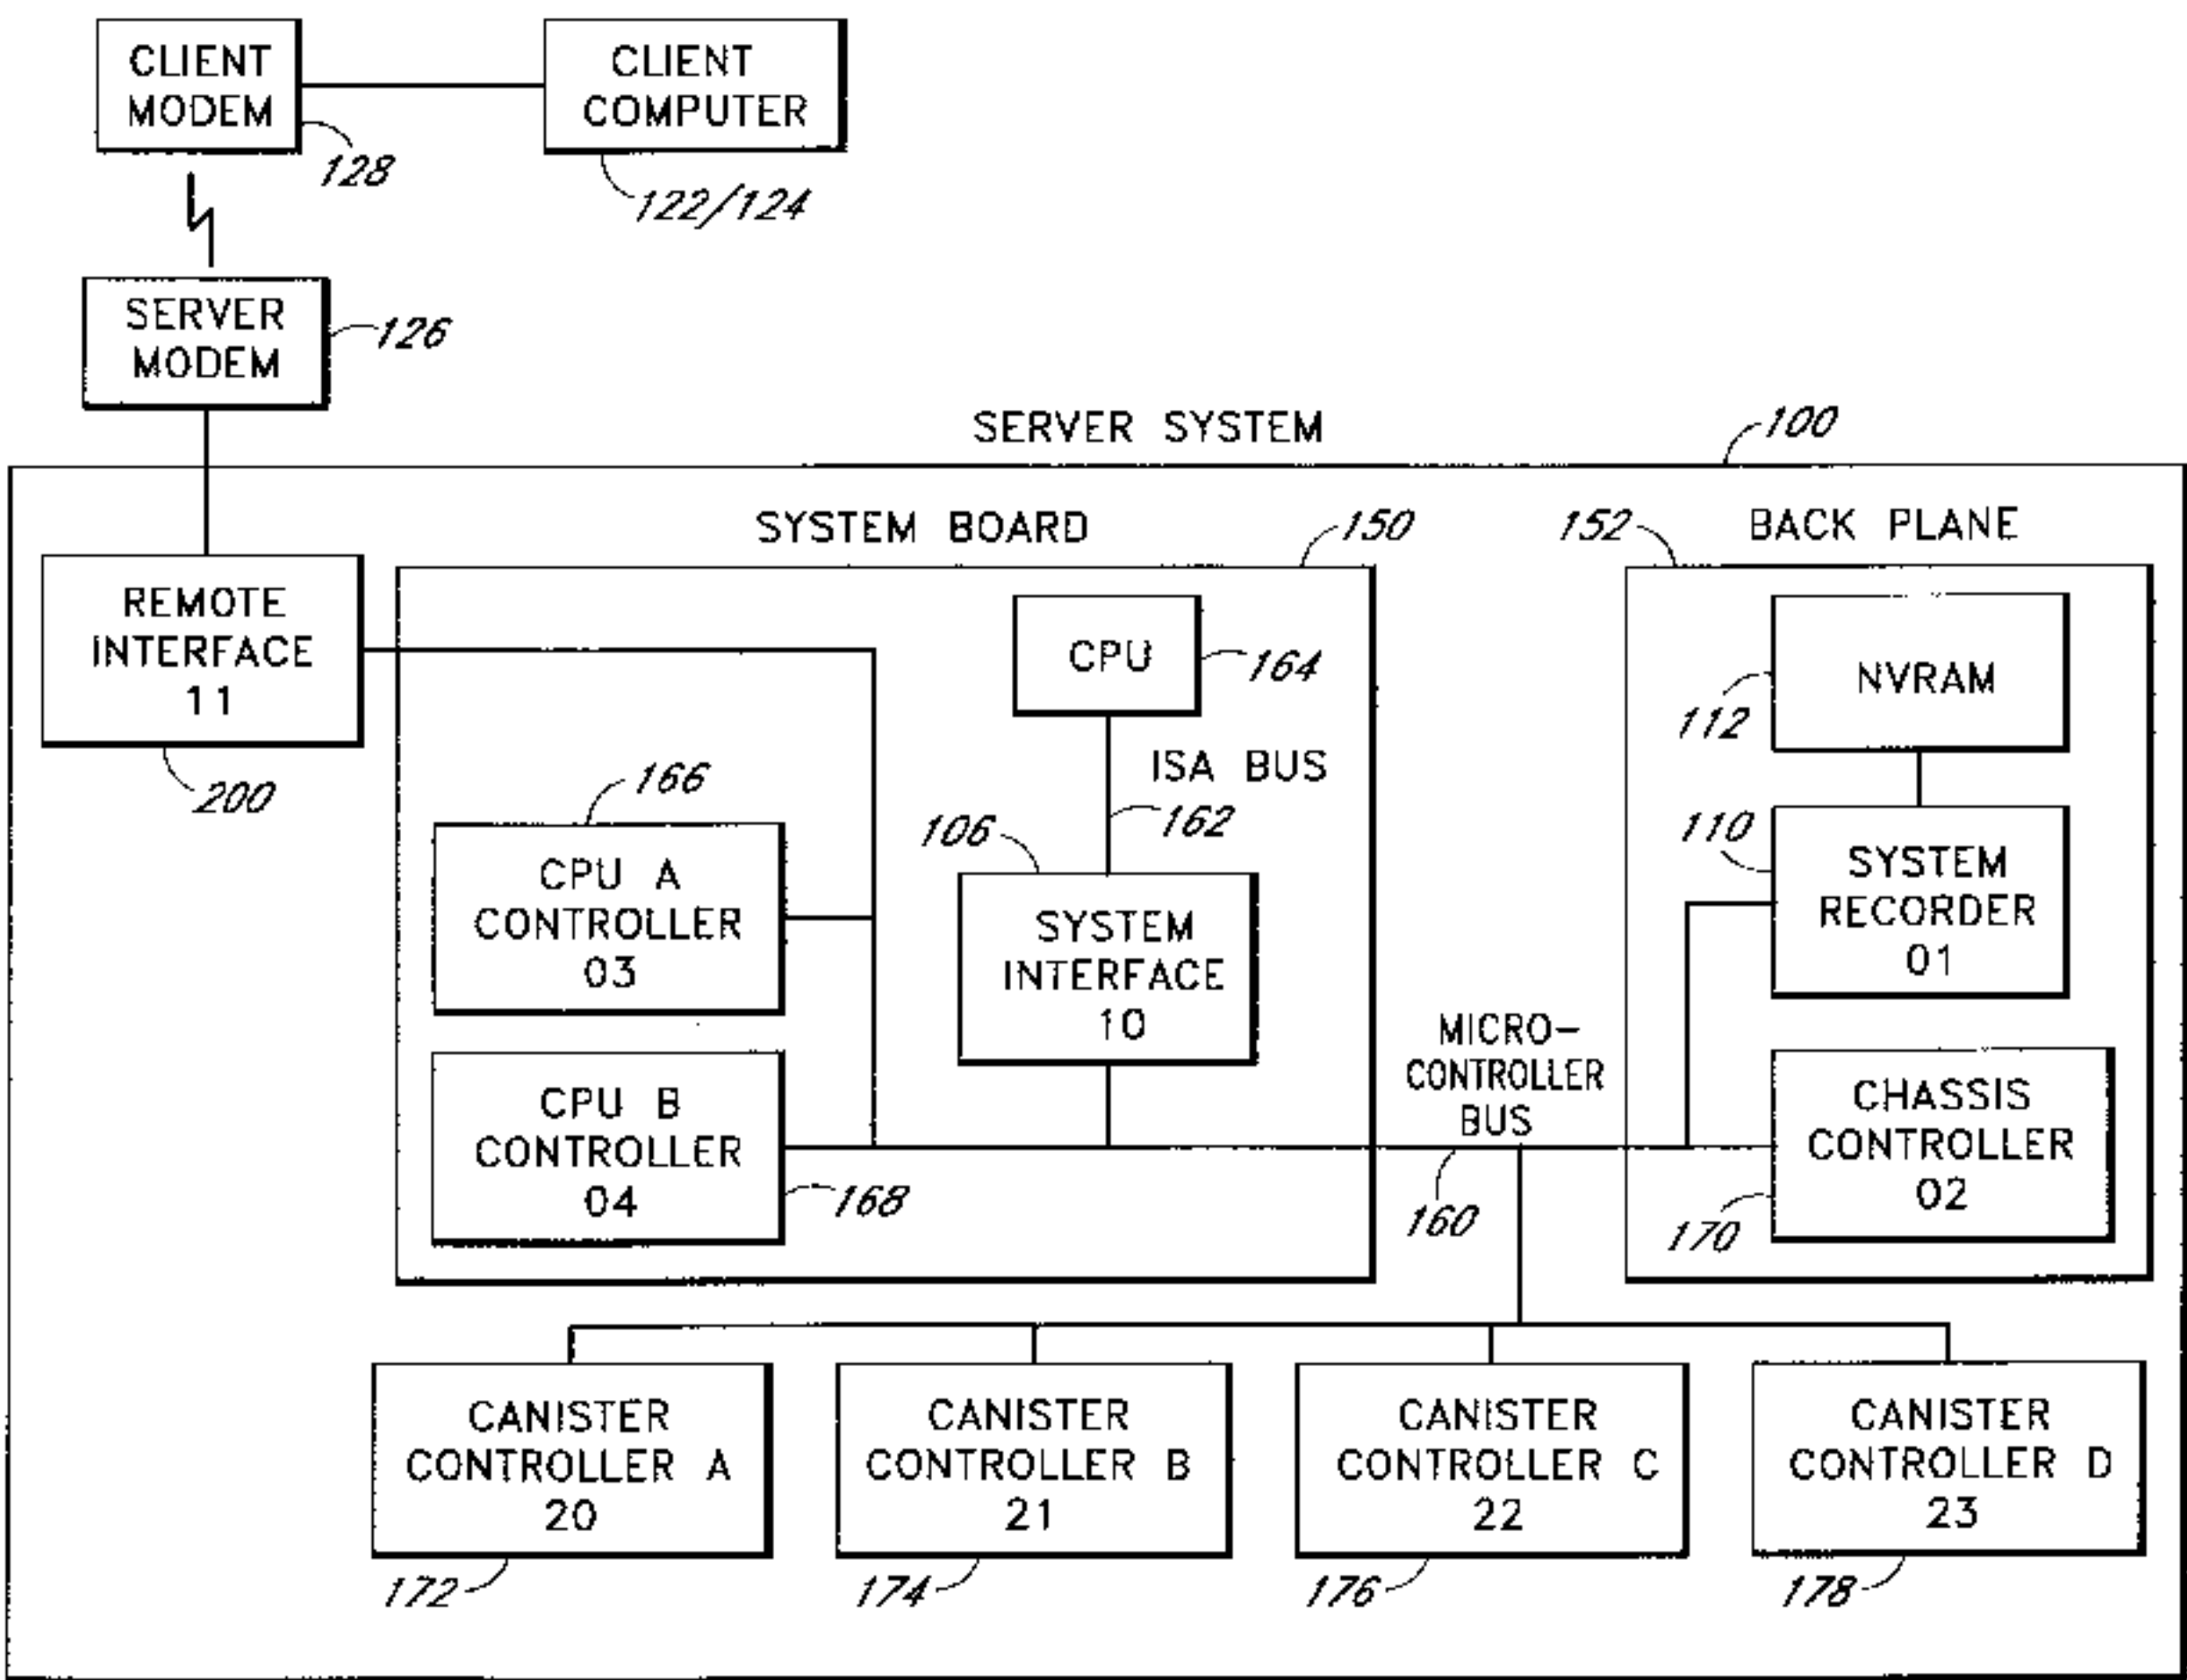 CLIENT
MODEM
128
CLIENT
COMPUTER
122/124
SERVER
MODEM
126
SERVER SYSTEM
100
SYSTEM BOARD
150
152
BACK PLANE
REMOTE
INTERFACE
11
200
CPU
164
ISA BUS
162
NVRAM
112
166
CPU A
CONTROLLER
03
106
SYSTEM
INTERFACE
10
110
SYSTEM
RECORDER
01
CPU B
CONTROLLER
04
168
MICRO-
CONTROLLER
BUS
160
CHASSIS
CONTROLLER
02
170
CANISTER
CONTROLLER A
20
172
CANISTER
CONTROLLER B
21
174
CANISTER
CONTROLLER C
22
176
CANISTER
CONTROLLER D
23
178